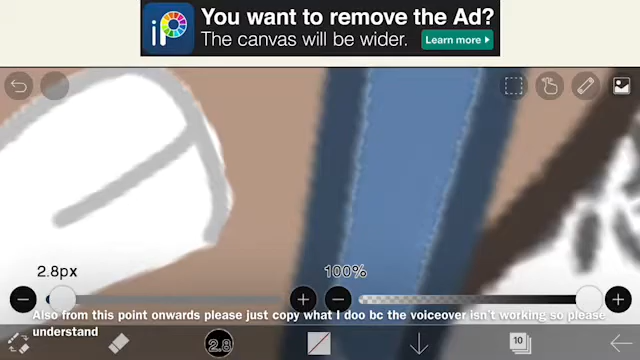 iP
You want to remove the Ad?
The canvas will be wider.
Learn more
2.8px
100%
Also from this point onwards please just copy what I doo bc the voiceover isn't working so please
understand
2.8
10